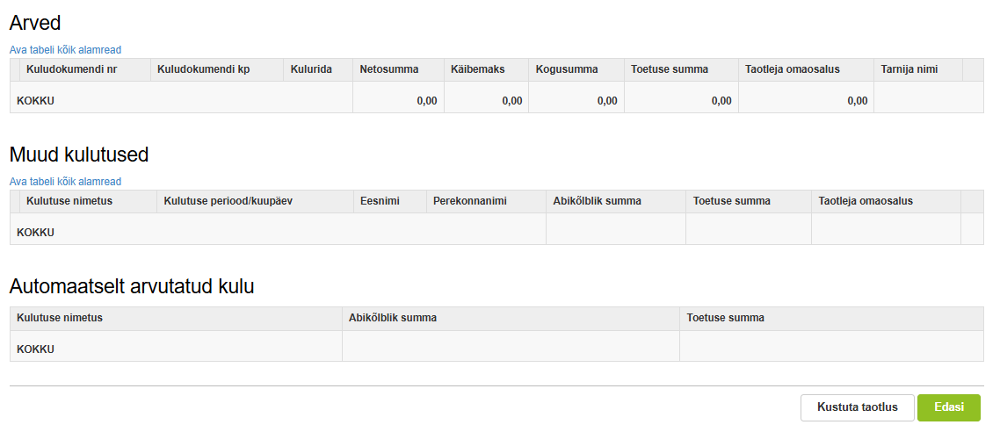 Arved
Ava tabeli kõik alamread
Kuludokumendi nr Kuludokumendi kp Kulurida Netosumma Käibemaks Kogusumma Toetuse summa Taotleja omaosalus Tarnija nimi
KOKKU 0,00 0,00 0,00 0,00 0,00
Muud kulutused
Ava tabeli kõik alamread
Kulutuse nimetus Kulutuse periood/kuupäev Eesnimi Perekonnanimi Abikõlblik summa Toetuse summa Taotleja omaosalus
KOKKU
Automaatselt arvutatud kulu
Kulutuse nimetus Abikõlblik summa Toetuse summa
KOKKU
Kustuta taotlus Edasi